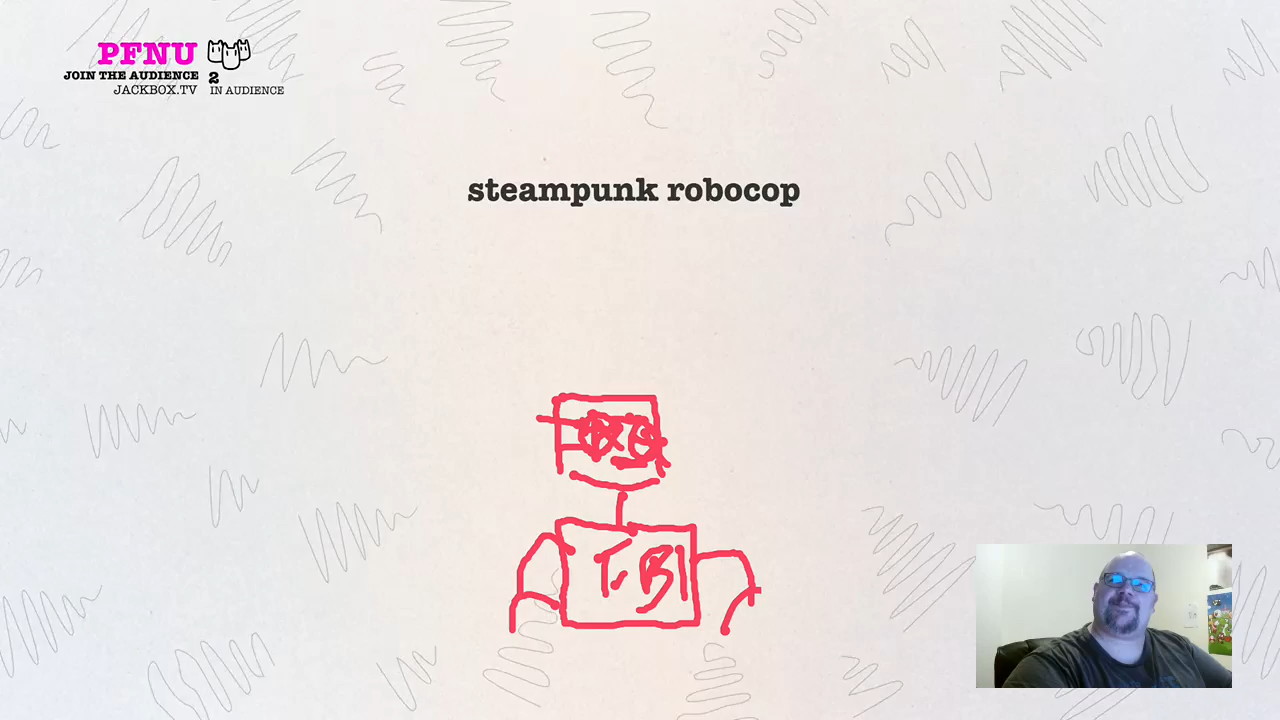 PFNU
JOIN THE AUDIENCE
JACKBOX.TV
2
IN AUDIENCE
steampunk robocop